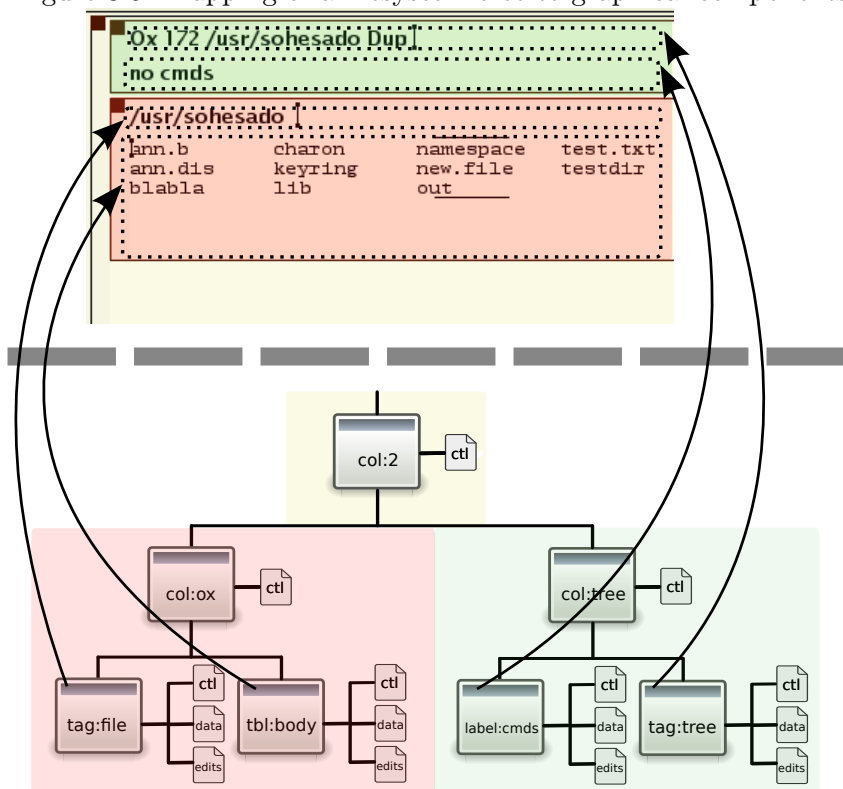 Ox 172 /usr/sohesado Dup
no cmds
/usr/sohesado
ann.b charon namespace test.txt
ann.dis keyring new.file testdir
blabla lib out
col:2 ctl
col:ox ctl col:tree ctl
tag:file ctl data edits tbl:body ctl data edits label:cmds ctl data edits tag:tree ctl data edits